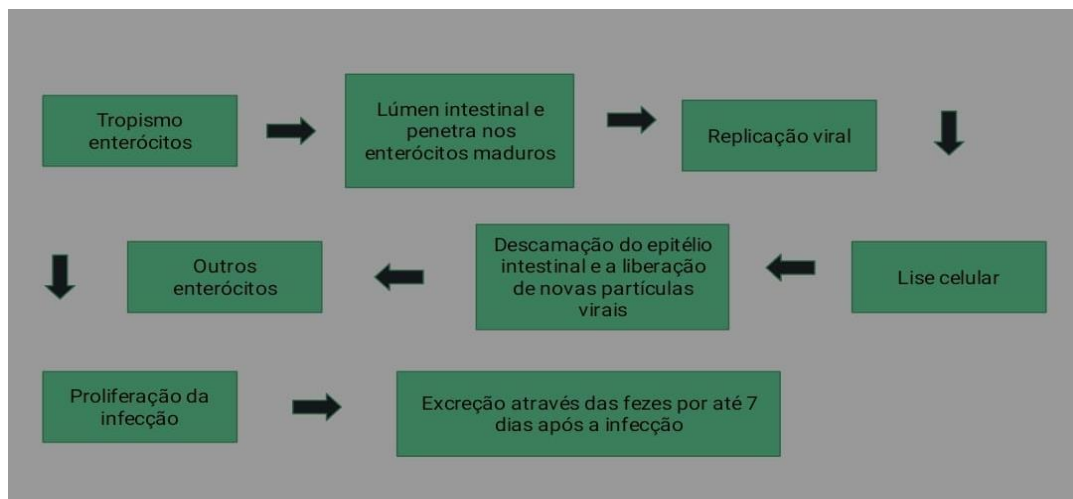 Tropismo
enterócitos
Lúmen intestinal e
penetra nos
enterócitos maduros
Replicação viral
Lise celular
Descamação do epitélio
intestinal e a liberação
de novas partículas
virais
Outros
enterócitos
Proliferação da
infecção
Excreção através das fezes por até 7
dias após a infecção